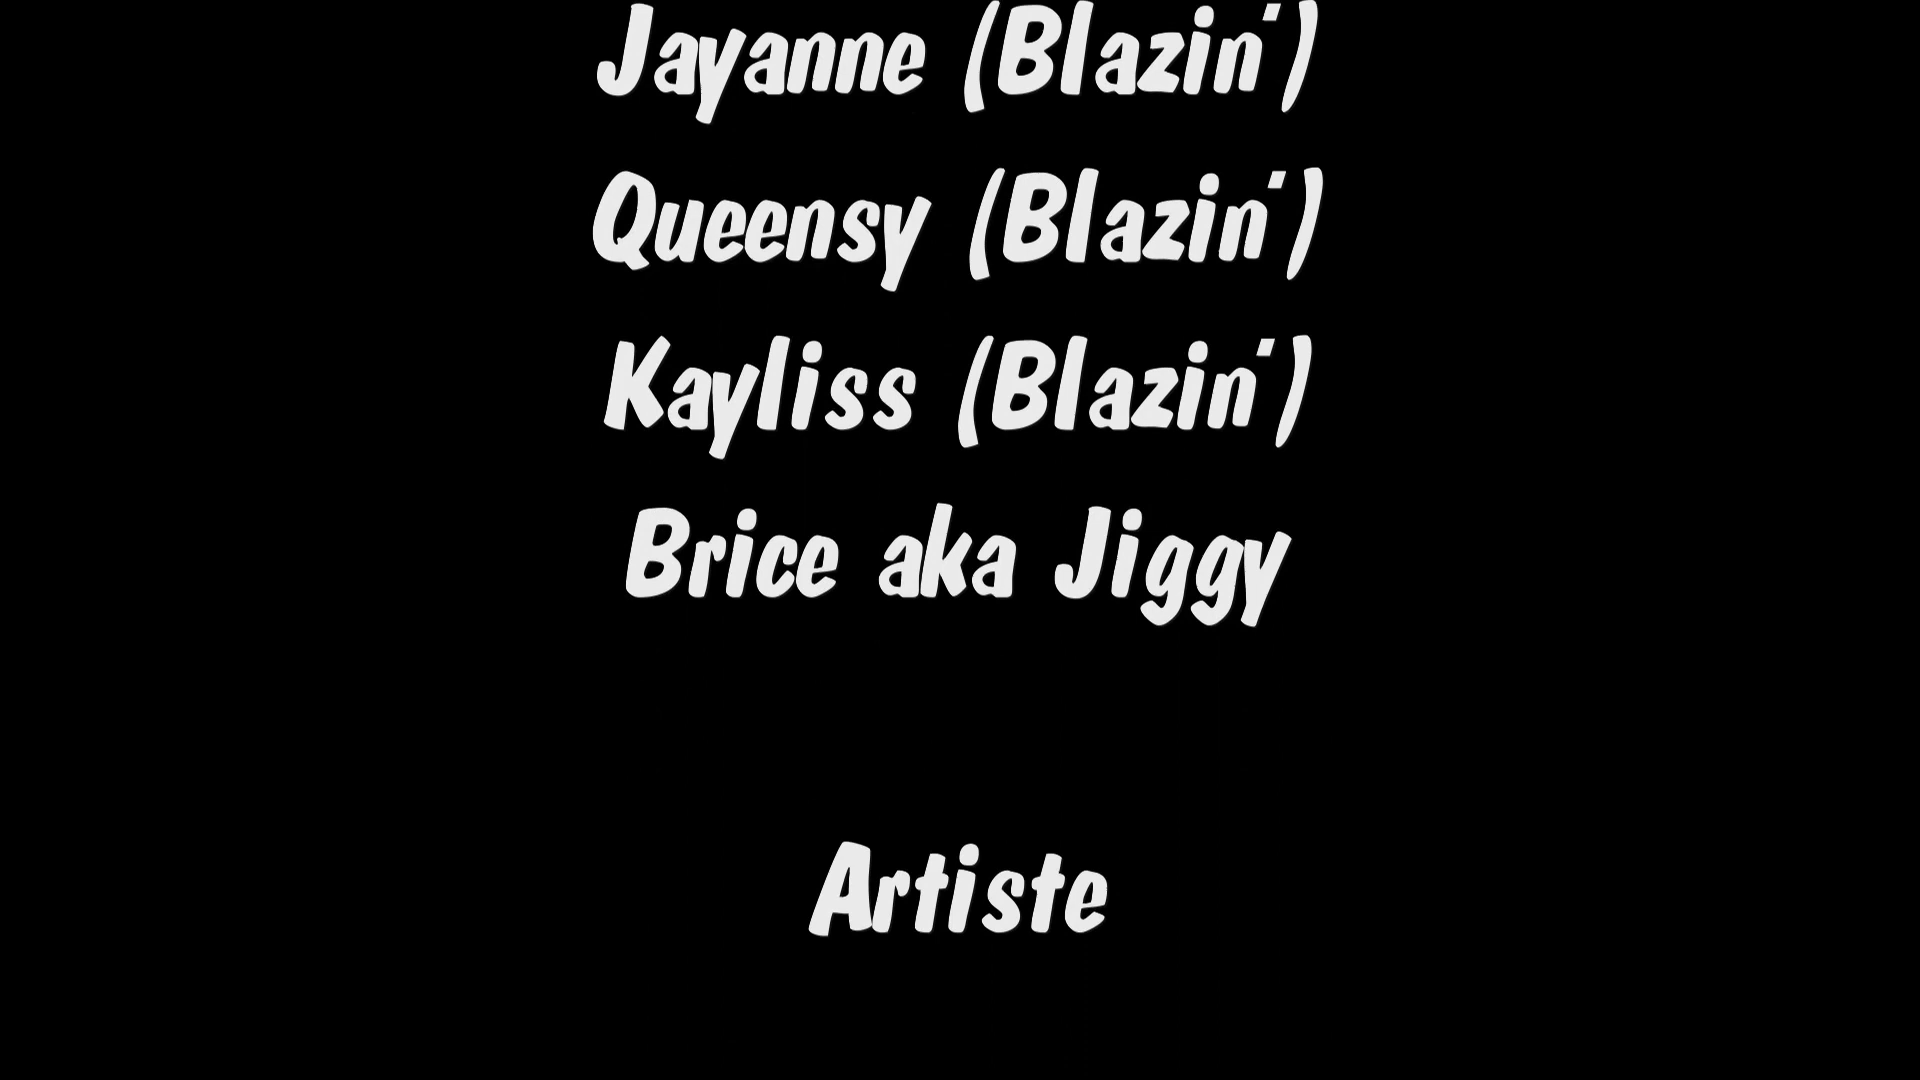 Jayanne (Blazin')
Queensy (Blazin')
Kayliss (Blazin')
Brice aka Jiggy
Artiste